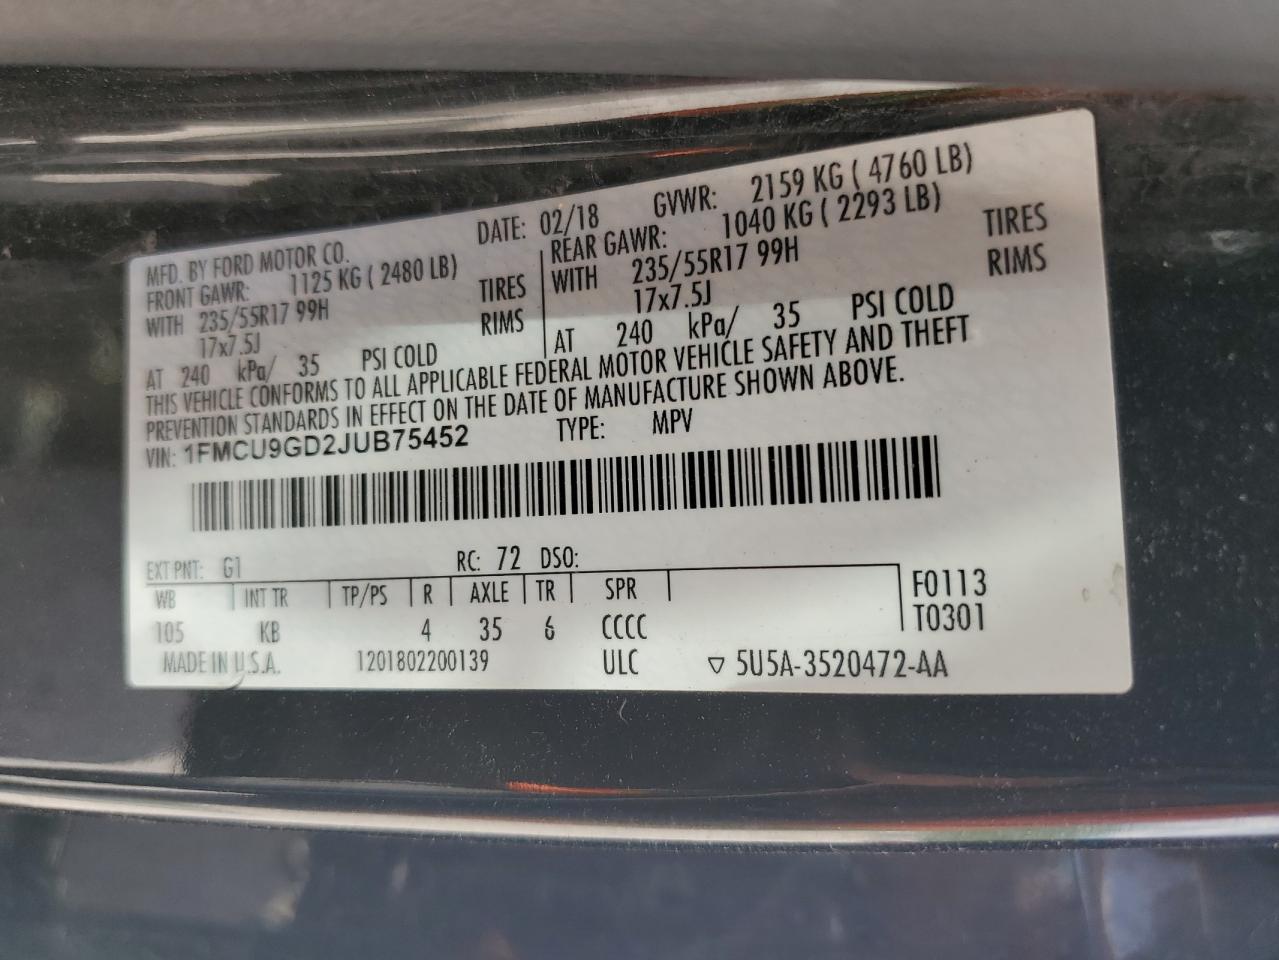 MFD. BY FORD MOTOR CO. DATE: 02/18 GVWR: 2159 KG ( 4760 LB)
FRONT GAWR: 1125 KG ( 2480 LB) REAR GAWR: 1040 KG ( 2293 LB)
WITH 235/55R17 99H TIRES WITH 235/55R17 99H TIRES
17x7.5J RIMS 17x7.5J RIMS
AT 240 kPa/ 35 PSI COLD AT 240 kPa/ 35 PSI COLD
THIS VEHICLE CONFORMS TO ALL APPLICABLE FEDERAL MOTOR VEHICLE SAFETY AND THEFT
PREVENTION STANDARDS IN EFFECT ON THE DATE OF MANUFACTURE SHOWN ABOVE.
VIN: 1FMCU9GD2JUB75452 TYPE: MPV
EXT PNT: G1 RC: 72 DSO:
WB INT TR TP/PS R AXLE TR SPR F0113
105 KB 4 35 6 CCCC T0301
MADE IN U.S.A. 1201802200139 ULC ▽ 5U5A-3520472-AA